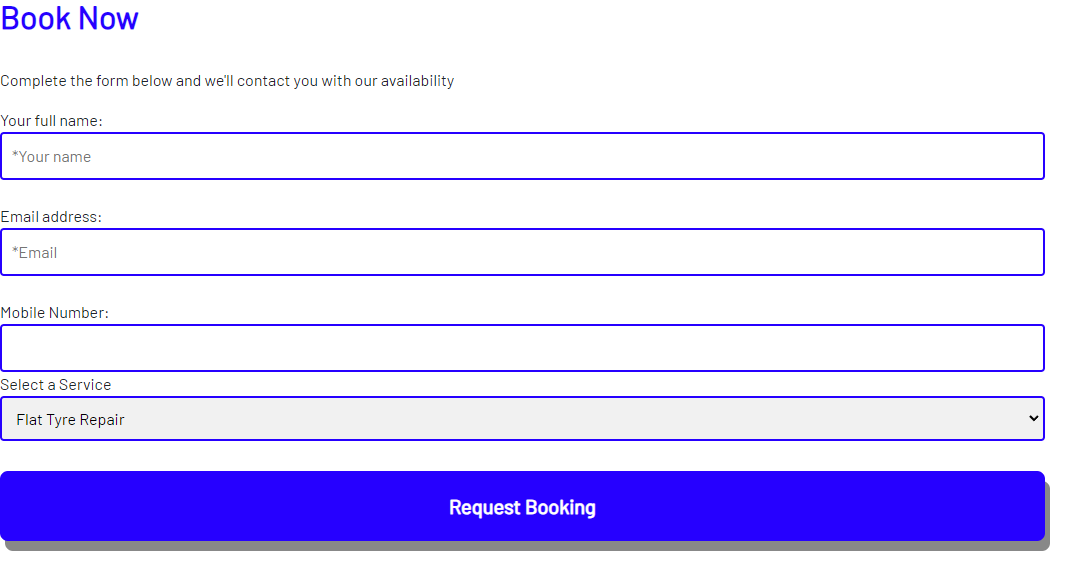 Book Now
Complete the form below and we'll contact you with our availability
Your full name:
*Your name
Email address:
*Email
Mobile Number:
Select a Service
Flat Tyre Repair
Request Booking